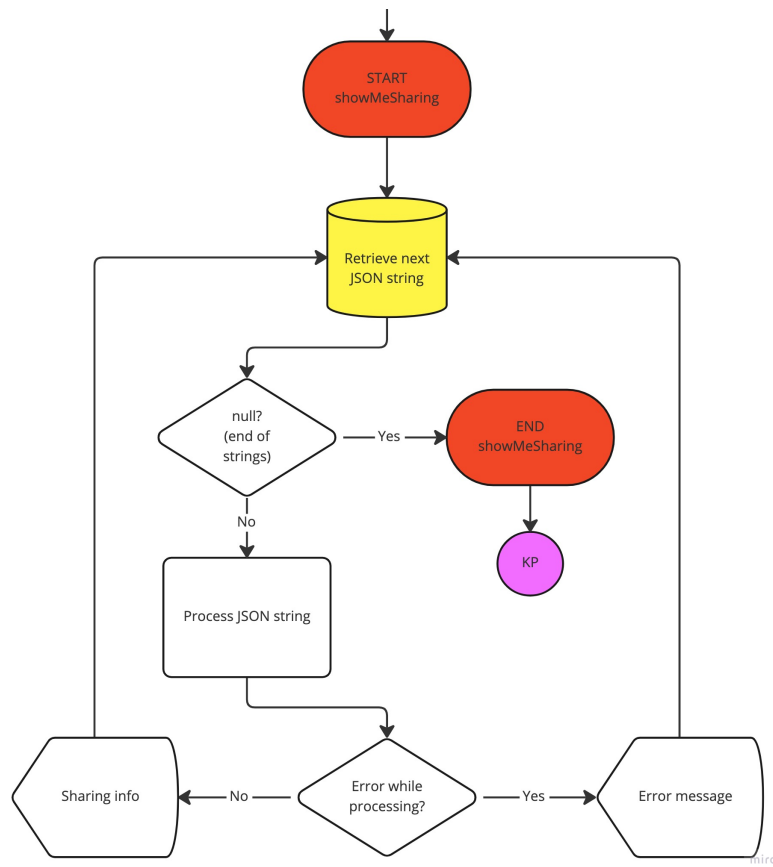 START
showMeSharing
Retrieve next
JSON string
null?
(end of
strings)
Yes
END
showMeSharing
No
KP
Process JSON string
Sharing info
No
Error while
processing?
Yes
Error message
miro